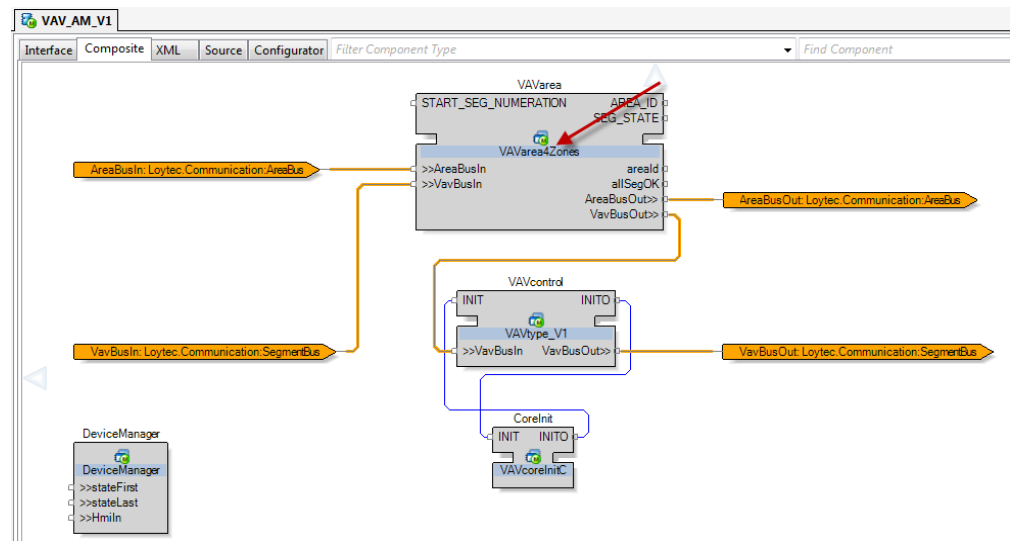 VAV_AM_V1
Interface Composite XML Source Configurator Filter Component Type Find Component
VAVarea
START_SEG_NUMERATION AREA_ID
SEG_STATE
VAVarea4Zones
>>AreaBusIn areaId
>>VavBusIn allSegOK
AreaBusOut>>
VavBusOut>>
AreaBusIn: Loytec.Communication:AreaBus
AreaBusOut: Loytec.Communication:AreaBus
VAVcontrol
INIT INITO
VAVtype_V1
>>VavBusIn VavBusOut>>
VavBusIn: Loytec.Communication:SegmentBus
VavBusOut: Loytec.Communication:SegmentBus
CoreInit
INIT INITO
VAVcoreInitC
DeviceManager
DeviceManager
>>stateFirst
>>stateLast
>>HmiIn